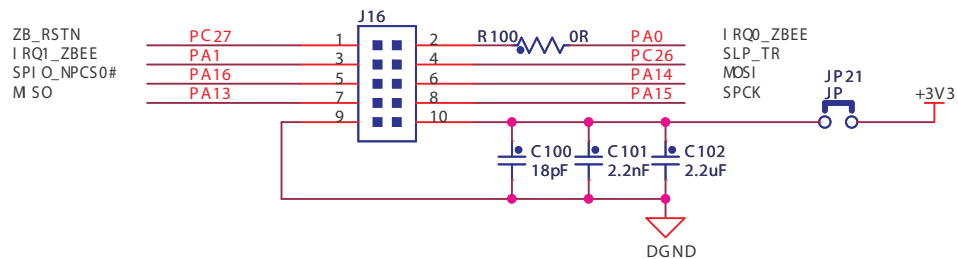 J16
ZB_RSTN PC27 1 2 R100 0R PA0 IRQ0_ZBEE
IRQ1_ZBEE PA1 3 4 PC26 SLP_TR
SPI0_NPCS0# PA16 5 6 PA14 MOSI
MISO PA13 7 8 PA15 SPCK
JP21
JP
+3V3
9 10
C100 C101 C102
18pF 2.2nF 2.2uF
DGND